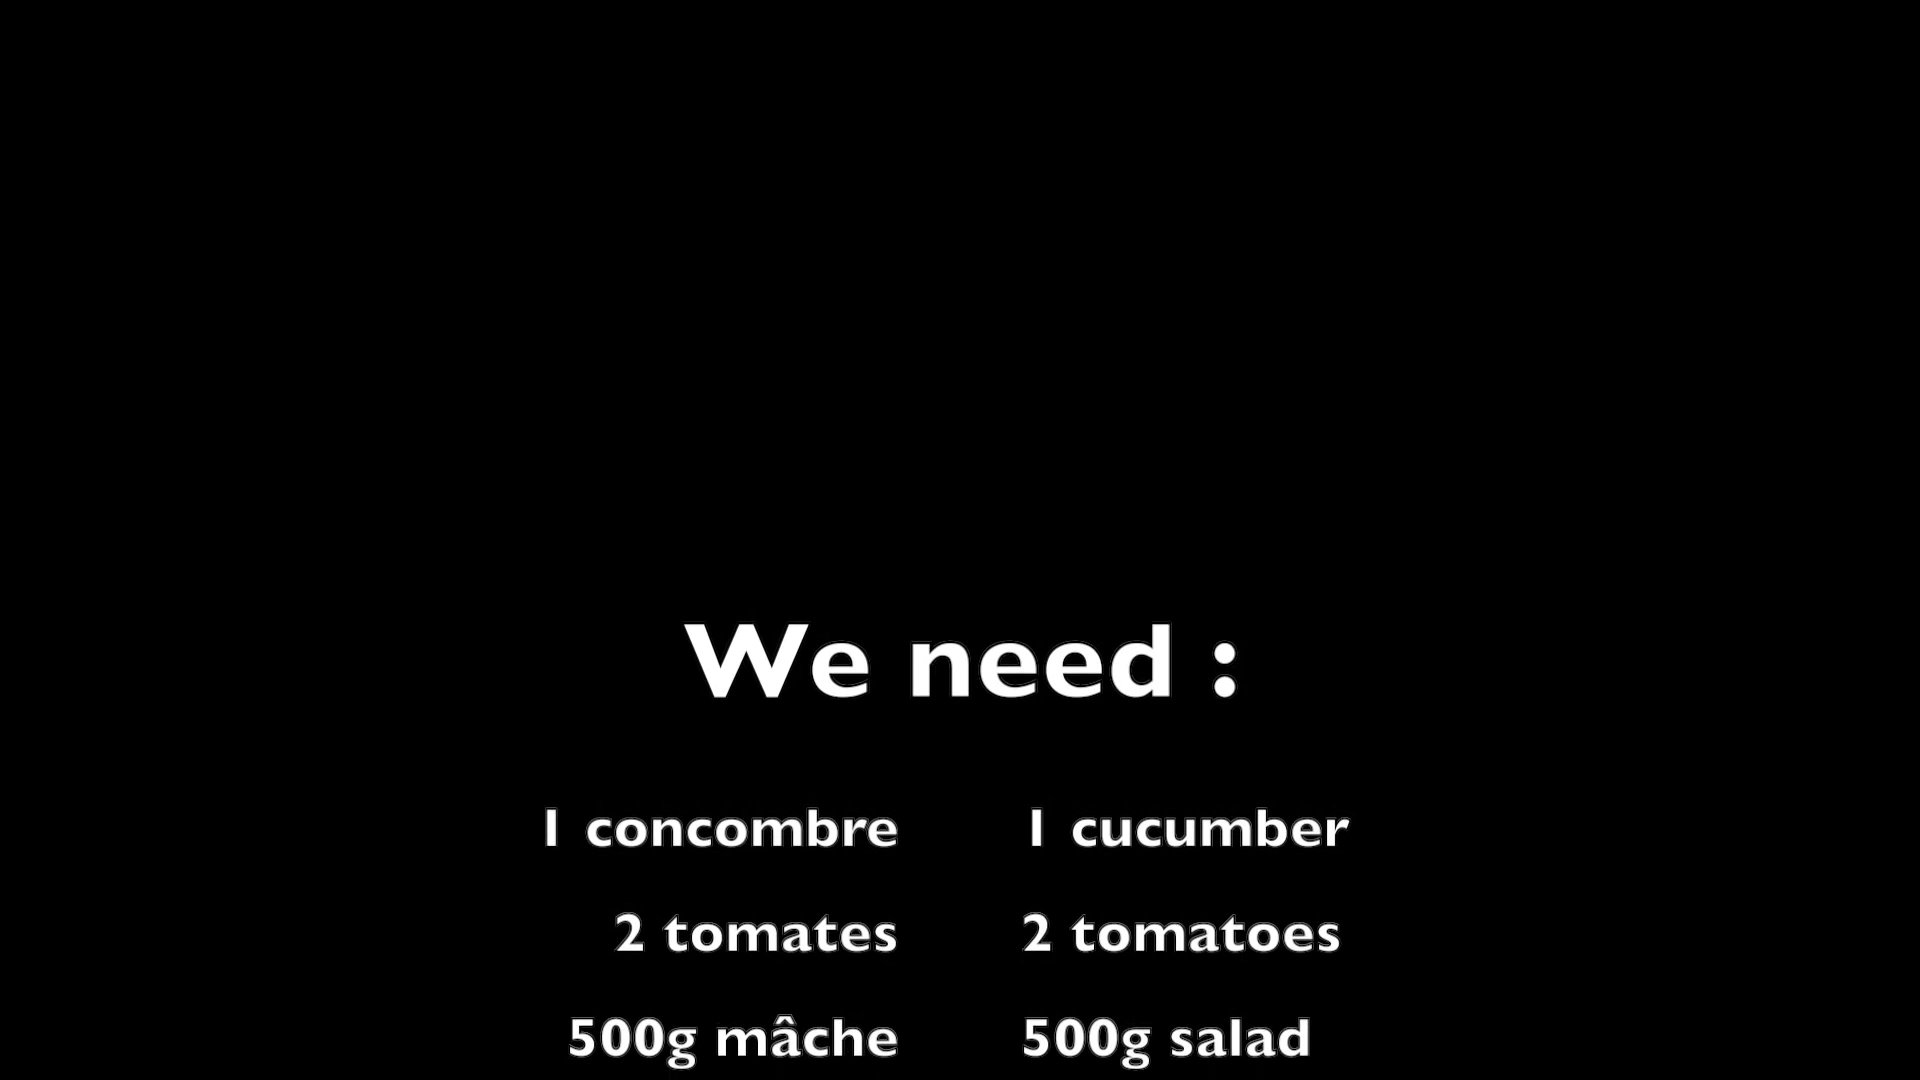 We need :
1 concombre 1 cucumber
2 tomates 2 tomatoes
500g mâche 500g salad